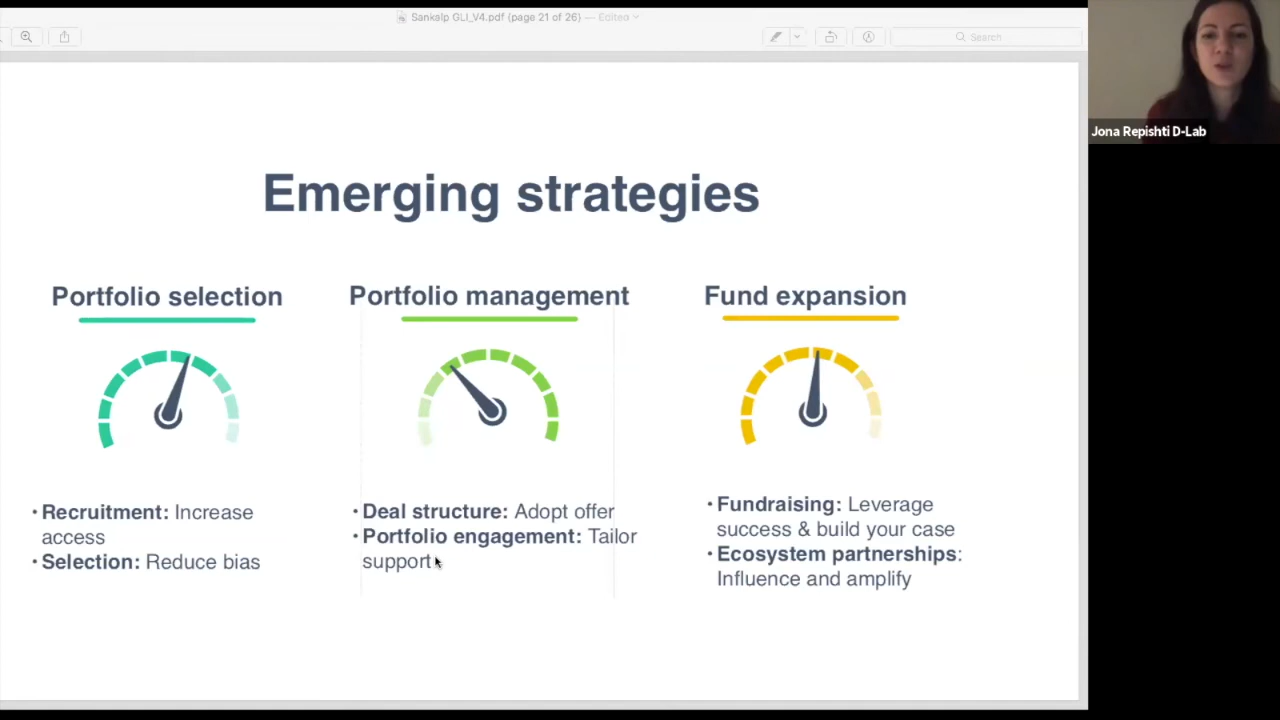 Sankalp GLI_V4.pdf (page 21 of 26) — Edited
Search
Jona Repishti D-Lab
Emerging strategies
Portfolio selection
• Recruitment: Increase
access
• Selection: Reduce bias
Portfolio management
• Deal structure: Adopt offer
• Portfolio engagement: Tailor
support
Fund expansion
• Fundraising: Leverage
success & build your case
• Ecosystem partnerships:
Influence and amplify